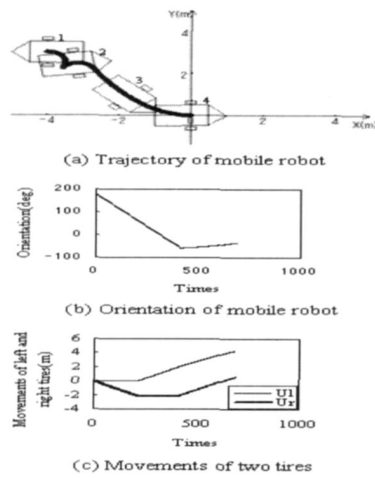 Y(m)
4
1
2
2
3
4
-4
-2
2
4
X(m)
(a) Trajectory of mobile robot
200
100
0
-100
Orientation(deg)
0
500
1000
Times
(b) Orientation of mobile robot
6
4
2
0
-2
-4
Movements of left and
right tires(m)
Ul
Ur
0
500
1000
Times
(c) Movements of two tires